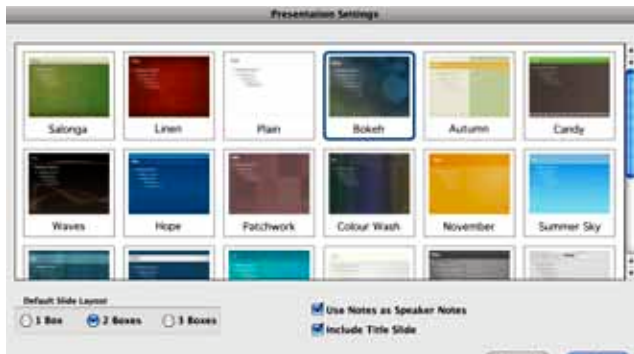 Presentation Settings
Salonga Linen Plain Bokeh Autumn Candy
Waves Hope Patchwork Colour Wash November Summer Sky
Default Slide Layout
1 Box 2 Boxes 3 Boxes
Use Notes as Speaker Notes
Include Title Slide